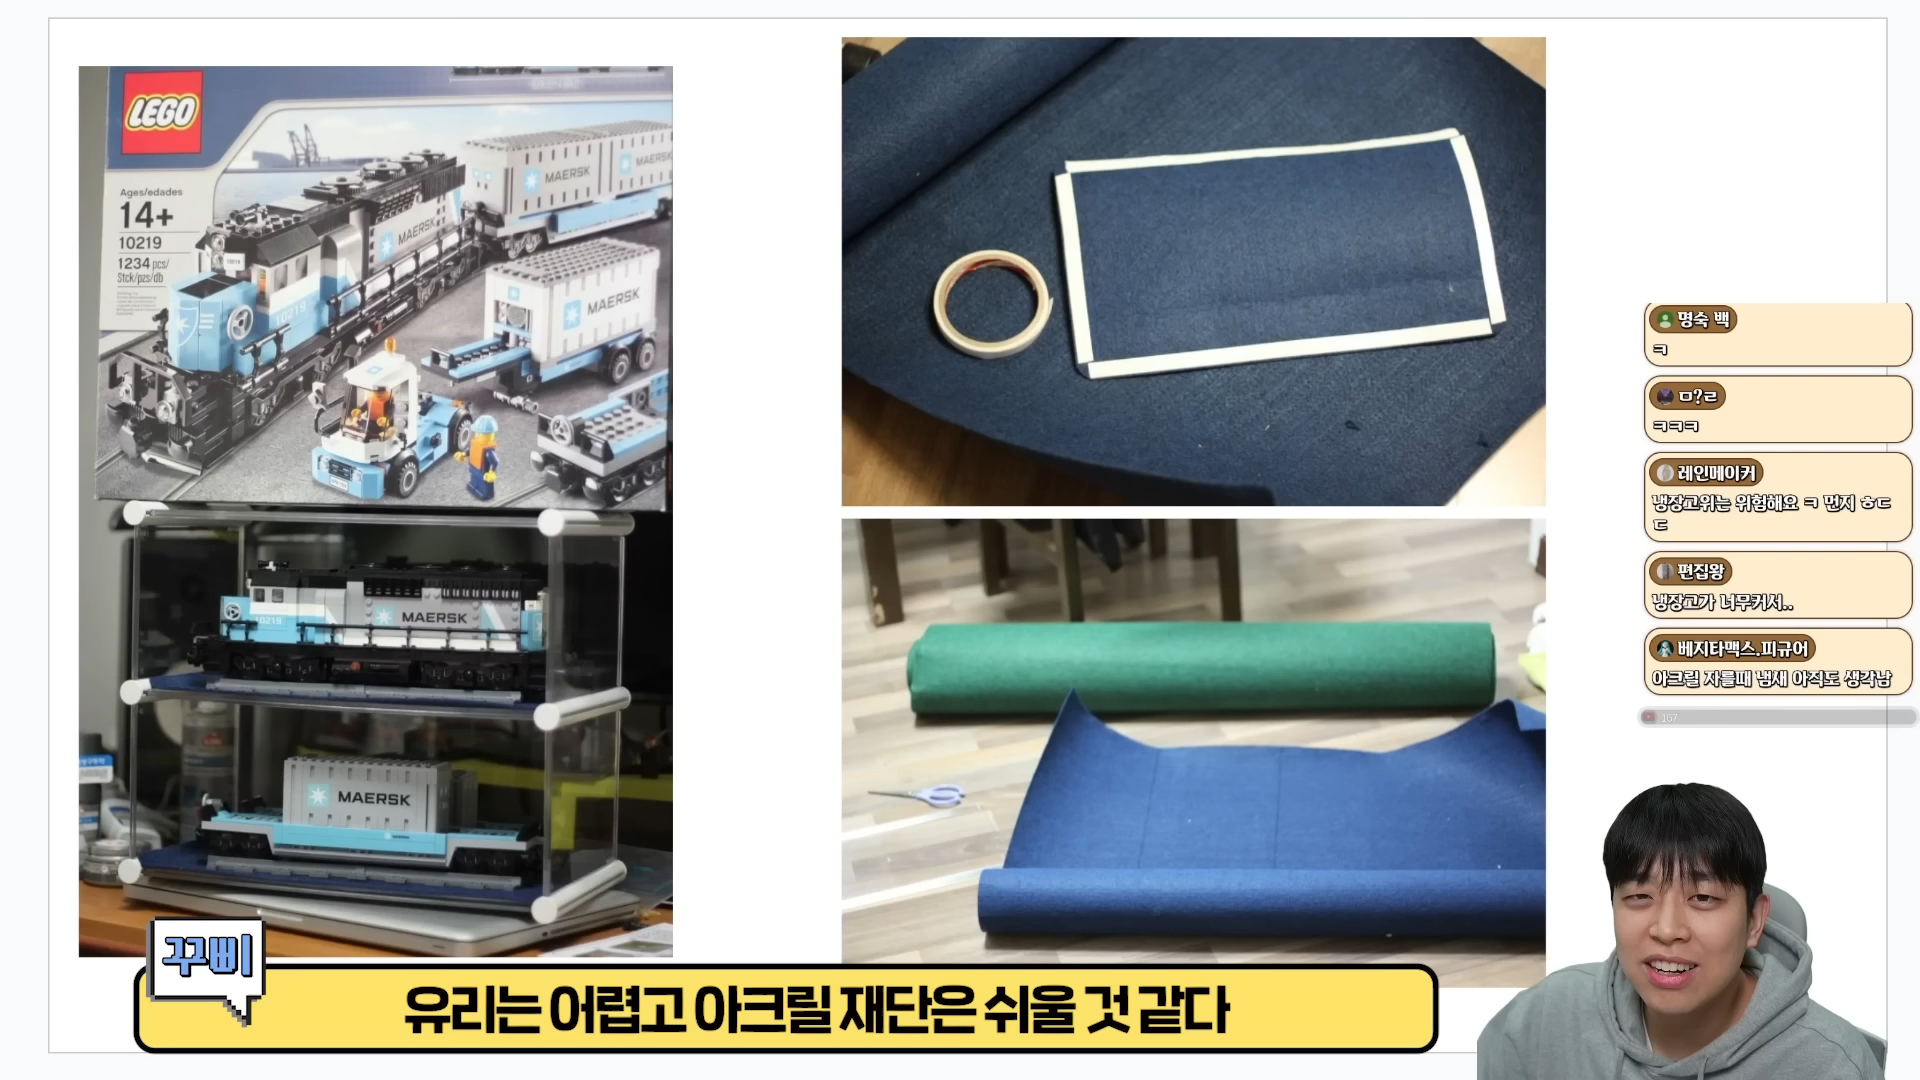 LEGO
Ages/edades
14+
10219
1234 pcs/
Stck/pzs/db
MAERSK
MAERSK
MAERSK
MAERSK
10219
MAERSK
10219
MAERSK
명숙 백
ㅋ
ㅁ?ㄹ
ㅋㅋㅋ
레인메이커
냉장고위는 위험해요 ㅋ 먼지 ㅎㄷ
ㄷ
편집왕
냉장고가 너무커서..
베지타맥스.피규어
아크릴 자를때 냄새 아직도 생각남
167
꾸삐
유리는 어렵고 아크릴 재단은 쉬울 것 같다